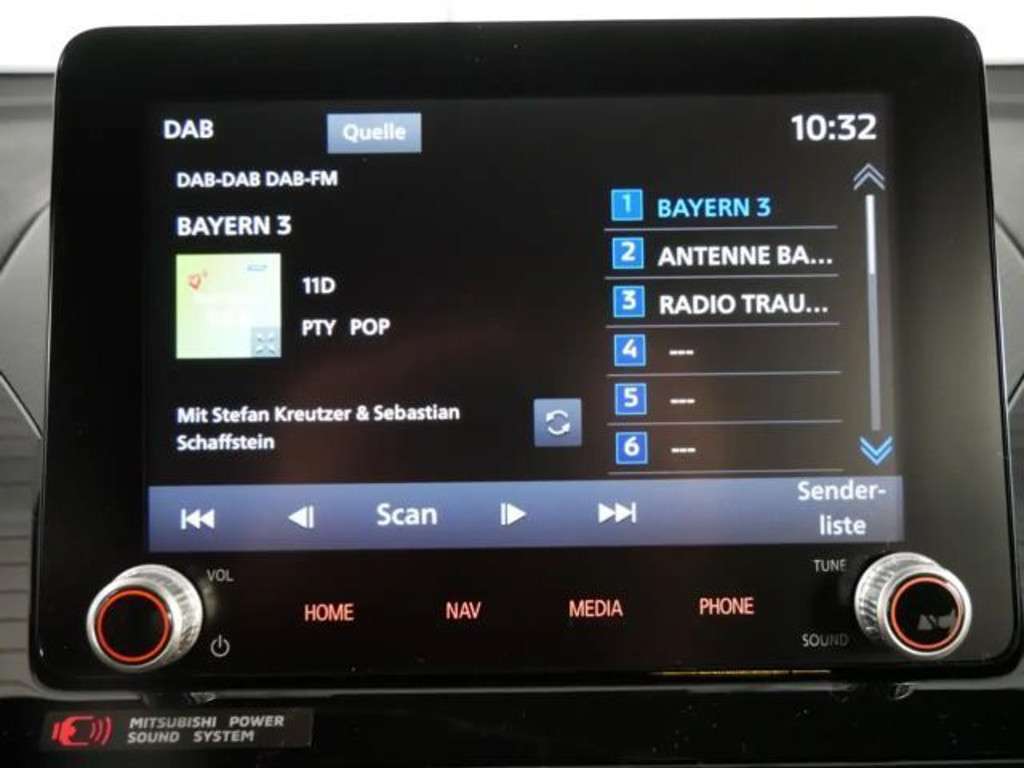 DAB Quelle 10:32
DAB-DAB DAB-FM
BAYERN 3
11D
PTY POP
Mit Stefan Kreutzer & Sebastian
Schaffstein
1 BAYERN 3
2 ANTENNE BA...
3 RADIO TRAU...
4 ---
5 ---
6 ---
Scan
Sender-
liste
VOL
TUNE
HOME NAV MEDIA PHONE
SOUND
MITSUBISHI POWER
SOUND SYSTEM